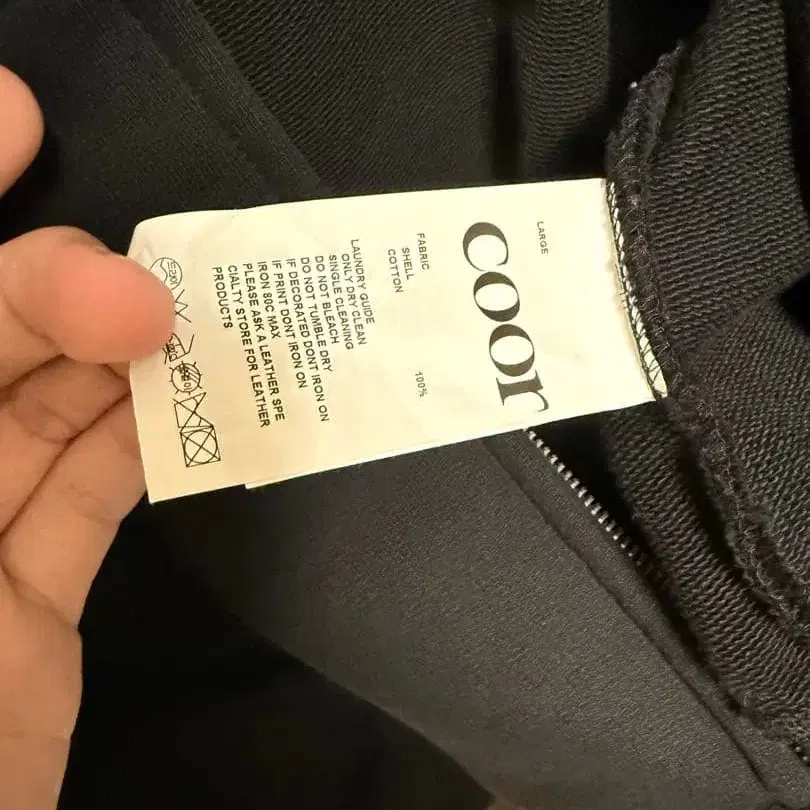 LARGE
coor
FABRIC
SHELL
COTTON 100%
LAUNDRY GUIDE
ONLY DRY CLEAN
SINGLE CLEANING
DO NOT BLEACH
DO NOT TUMBLE DRY
IF DECORATED DONT IRON ON
IF PRINT DONT IRON ON
IRON 80C MAX
PLEASE ASK A LEATHER SPE
CIALTY STORE FOR LEATHER
PRODUCTS